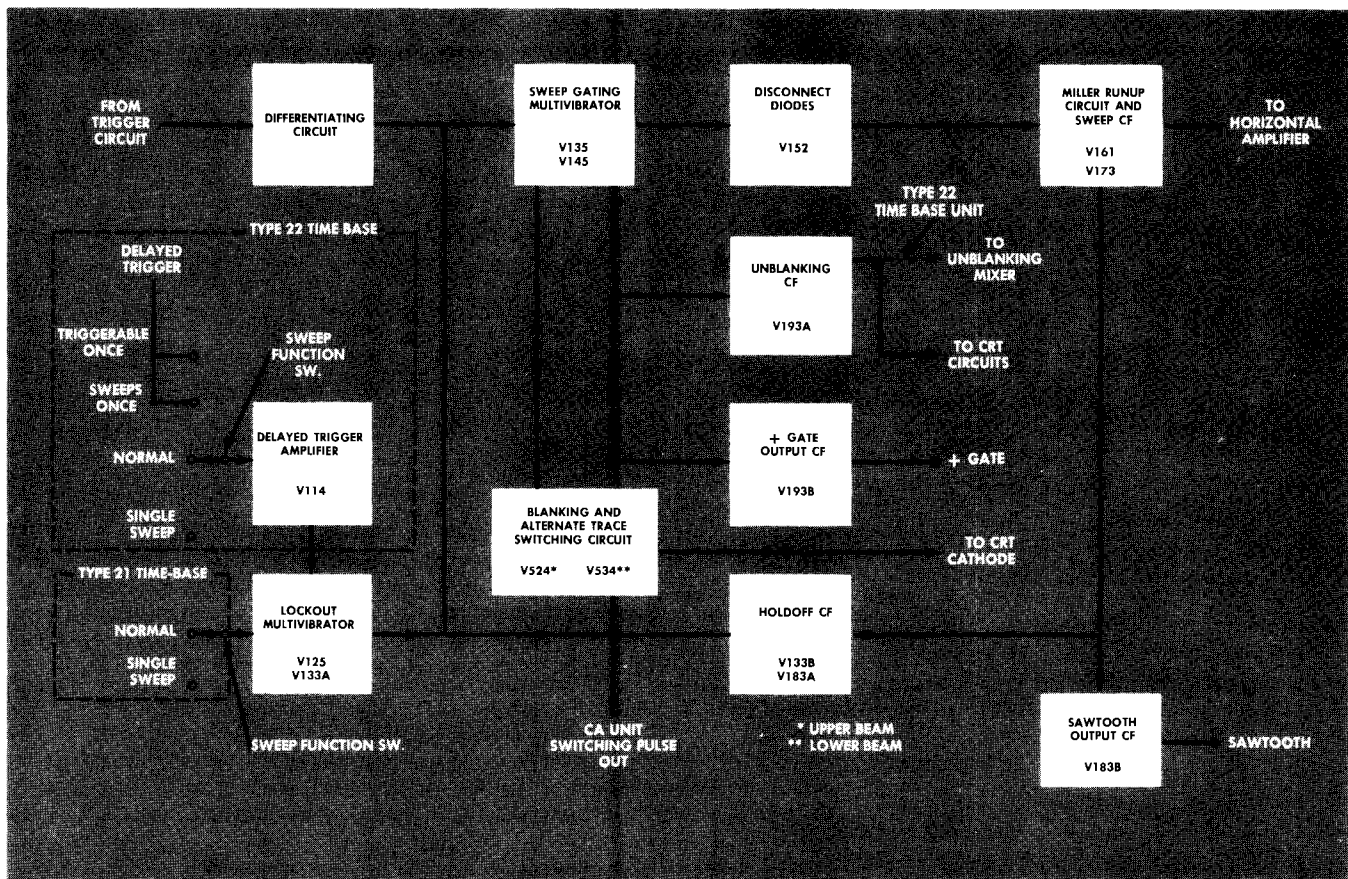 FROM
TRIGGER
CIRCUIT
DIFFERENTIATING
CIRCUIT
SWEEP GATING
MULTIVIBRATOR
V135
V145
DISCONNECT
DIODES
V152
MILLER RUNUP
CIRCUIT AND
SWEEP CF
V161
V173
TO
HORIZONTAL
AMPLIFIER
TYPE 22
TIME BASE UNIT
TYPE 22 TIME BASE
DELAYED
TRIGGER
TRIGGERABLE
ONCE
SWEEPS
ONCE
NORMAL
SINGLE
SWEEP
SWEEP
FUNCTION
SW.
DELAYED TRIGGER
AMPLIFIER
V114
UNBLANKING
CF
V193A
TO
UNBLANKING
MIXER
TO CRT
CIRCUITS
+ GATE
OUTPUT CF
V193B
+ GATE
BLANKING AND
ALTERNATE TRACE
SWITCHING CIRCUIT
V524* V534**
TO CRT
CATHODE
TYPE 21 TIME-BASE
NORMAL
SINGLE
SWEEP
LOCKOUT
MULTIVIBRATOR
V125
V133A
HOLDOFF CF
V133B
V183A
SWEEP FUNCTION SW.
CA UNIT
SWITCHING PULSE
OUT
* UPPER BEAM
** LOWER BEAM
SAWTOOTH
OUTPUT CF
V183B
SAWTOOTH